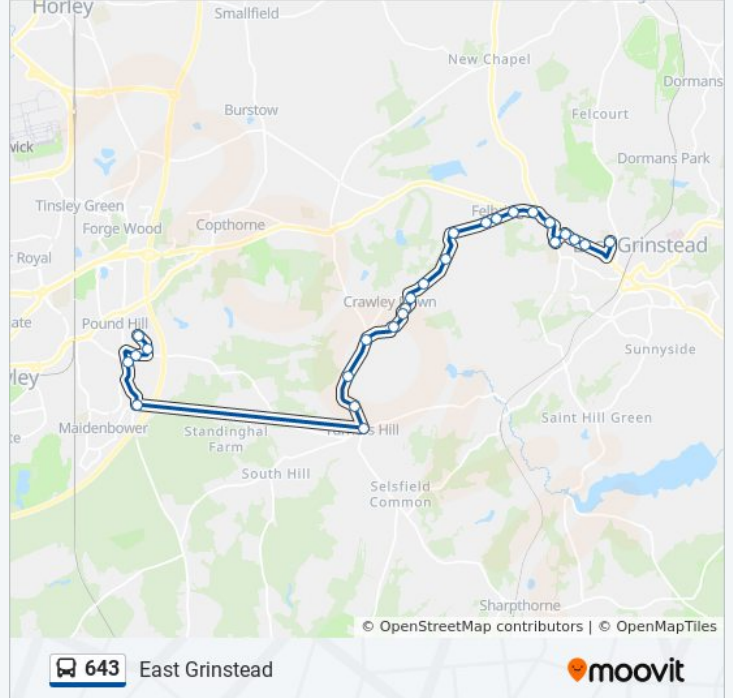 Horley
Smallfield
New Chapel
Dormans
Burstow
Felcourt
wick
Dormans Park
Tinsley Green
Forge Wood
Copthorne
Felb
Grinstead
r Royal
Crawley Down
ate
Pound Hill
Sunnyside
ley
Maidenbower
Standinghal
Farm
Saint Hill Green
te
South Hill
Selsfield
Common
Sharpthorne
© OpenStreetMap contributors | © OpenMapTiles
643 East Grinstead
moovit